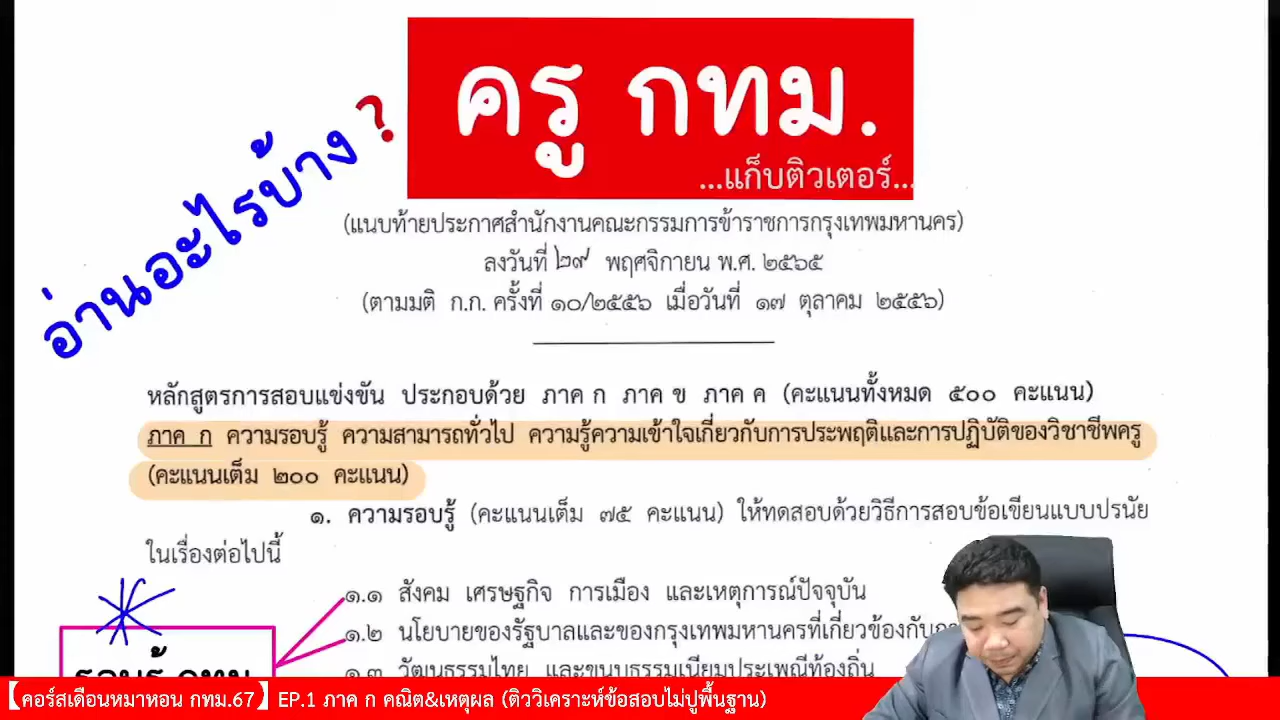 ครู กทม.
...แก็บติวเตอร์...
อ่านอะไรบ้าง?
(แนบท้ายประกาศสำนักงานคณะกรรมการข้าราชการกรุงเทพมหานคร)
ลงวันที่ ๒๙ พฤศจิกายน พ.ศ. ๒๕๖๕
(ตามมติ ก.ก. ครั้งที่ ๑๐/๒๕๕๖ เมื่อวันที่ ๑๗ ตุลาคม ๒๕๕๖)
หลักสูตรการสอบแข่งขัน ประกอบด้วย ภาค ก ภาค ข ภาค ค (คะแนนทั้งหมด ๕๐๐ คะแนน)
ภาค ก ความรอบรู้ ความสามารถทั่วไป ความรู้ความเข้าใจเกี่ยวกับการประพฤติและการปฏิบัติของวิชาชีพครู
(คะแนนเต็ม ๒๐๐ คะแนน)
๑. ความรอบรู้ (คะแนนเต็ม ๗๕ คะแนน) ให้ทดสอบด้วยวิธีการสอบข้อเขียนแบบปรนัย
ในเรื่องต่อไปนี้
๑.๑ สังคม เศรษฐกิจ การเมือง และเหตุการณ์ปัจจุบัน
๑.๒ นโยบายของรัฐบาลและของกรุงเทพมหานครที่เกี่ยวข้องกับ
๑.๓ วัฒนธรรมไทย และขนบธรรมเนียมประเพณีท้องถิ่น
รอบรู้ กทม
【คอร์สเดือนหมาหอน กทม.67】 EP.1 ภาค ก คณิต&เหตุผล (ติววิเคราะห์ข้อสอบไม่ปูพื้นฐาน)